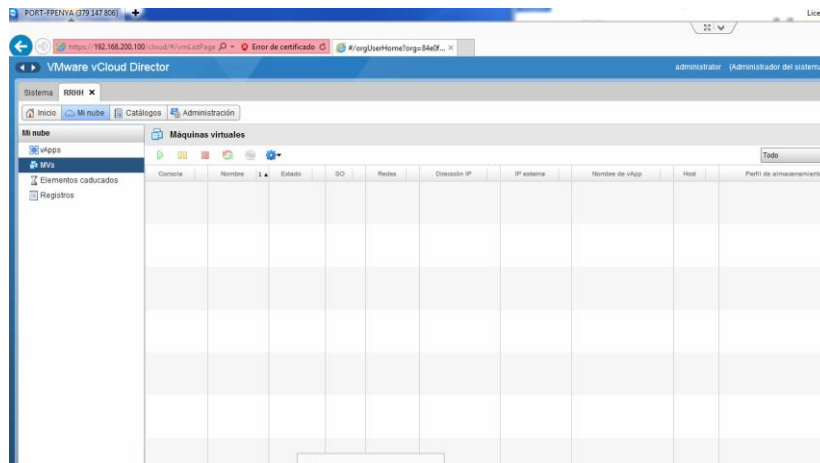 PORT-FPENYA (379 147 806)
Lice
https://192.168.200.100/cloud/#/vmListPage
Error de certificado
#/orgUserHome?org=84e0f...
VMware vCloud Director
administrator (Administrador del sistema
Sistema RRHH
Inicio Mi nube Catálogos Administración
Mi nube
Máquinas virtuales
vApps
MVs
Elementos caducados
Registros
Todo
Consola Nombre 1 Estado SO Redes Dirección IP IP externa Nombre de vApp Host Perfil de almacenamient